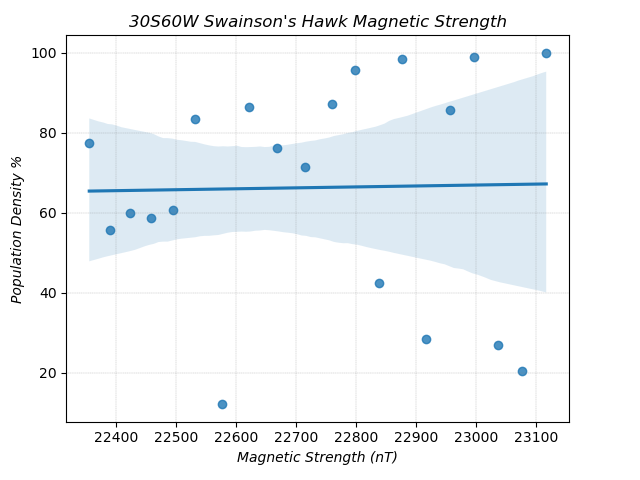 30S60W Swainson's Hawk Magnetic Strength
Population Density %
100
80
60
40
20
22400 22500 22600 22700 22800 22900 23000 23100
Magnetic Strength (nT)